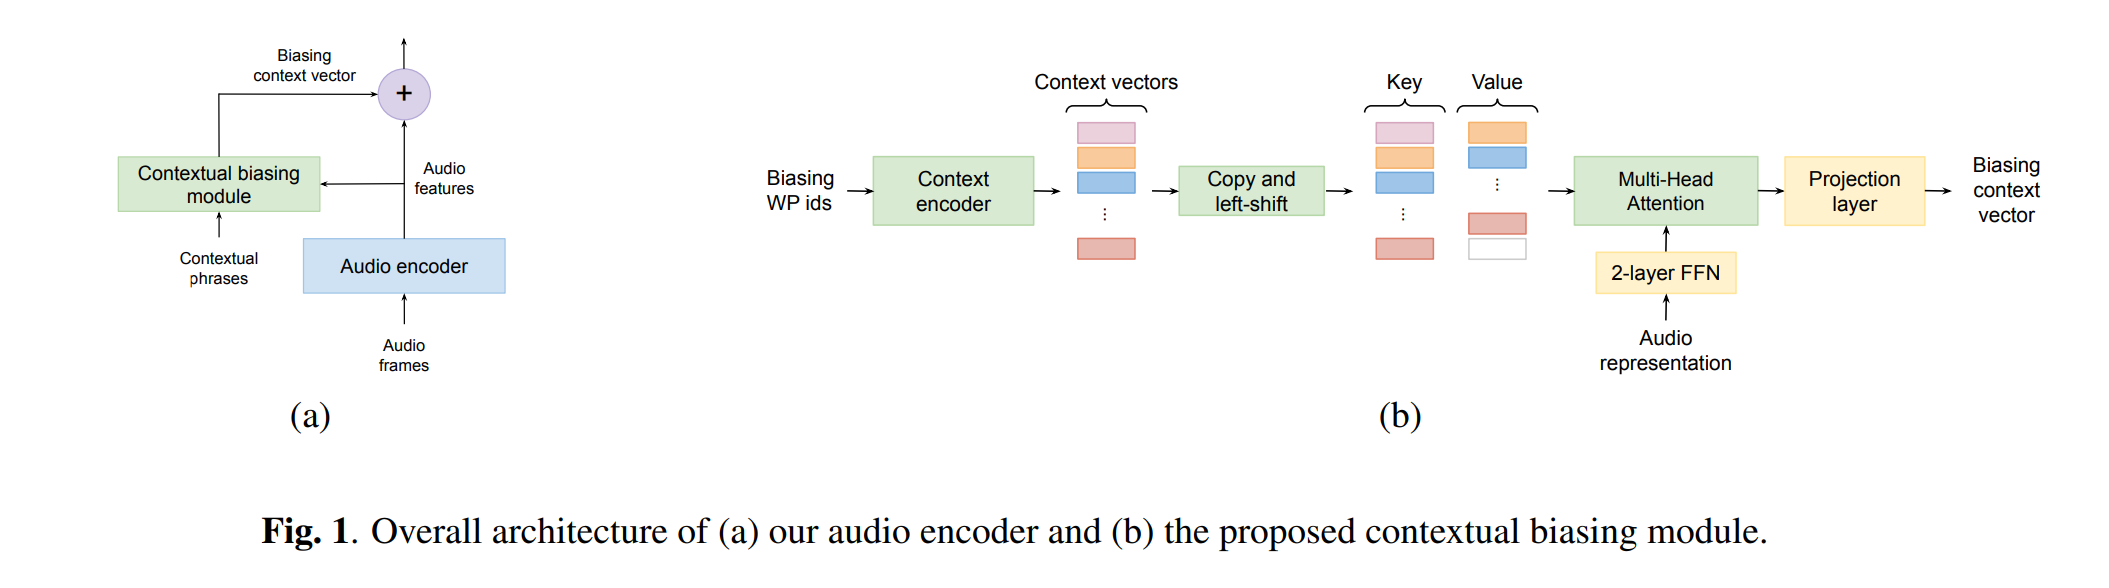 Biasing
context vector
+
Contextual biasing
module
Audio
features
Contextual
phrases
Audio encoder
Audio
frames
(a)
Context vectors
Key
Value
Biasing
WP ids
Context
encoder
Copy and
left-shift
Multi-Head
Attention
Projection
layer
Biasing
context
vector
2-layer FFN
Audio
representation
(b)
Fig. 1. Overall architecture of (a) our audio encoder and (b) the proposed contextual biasing module.